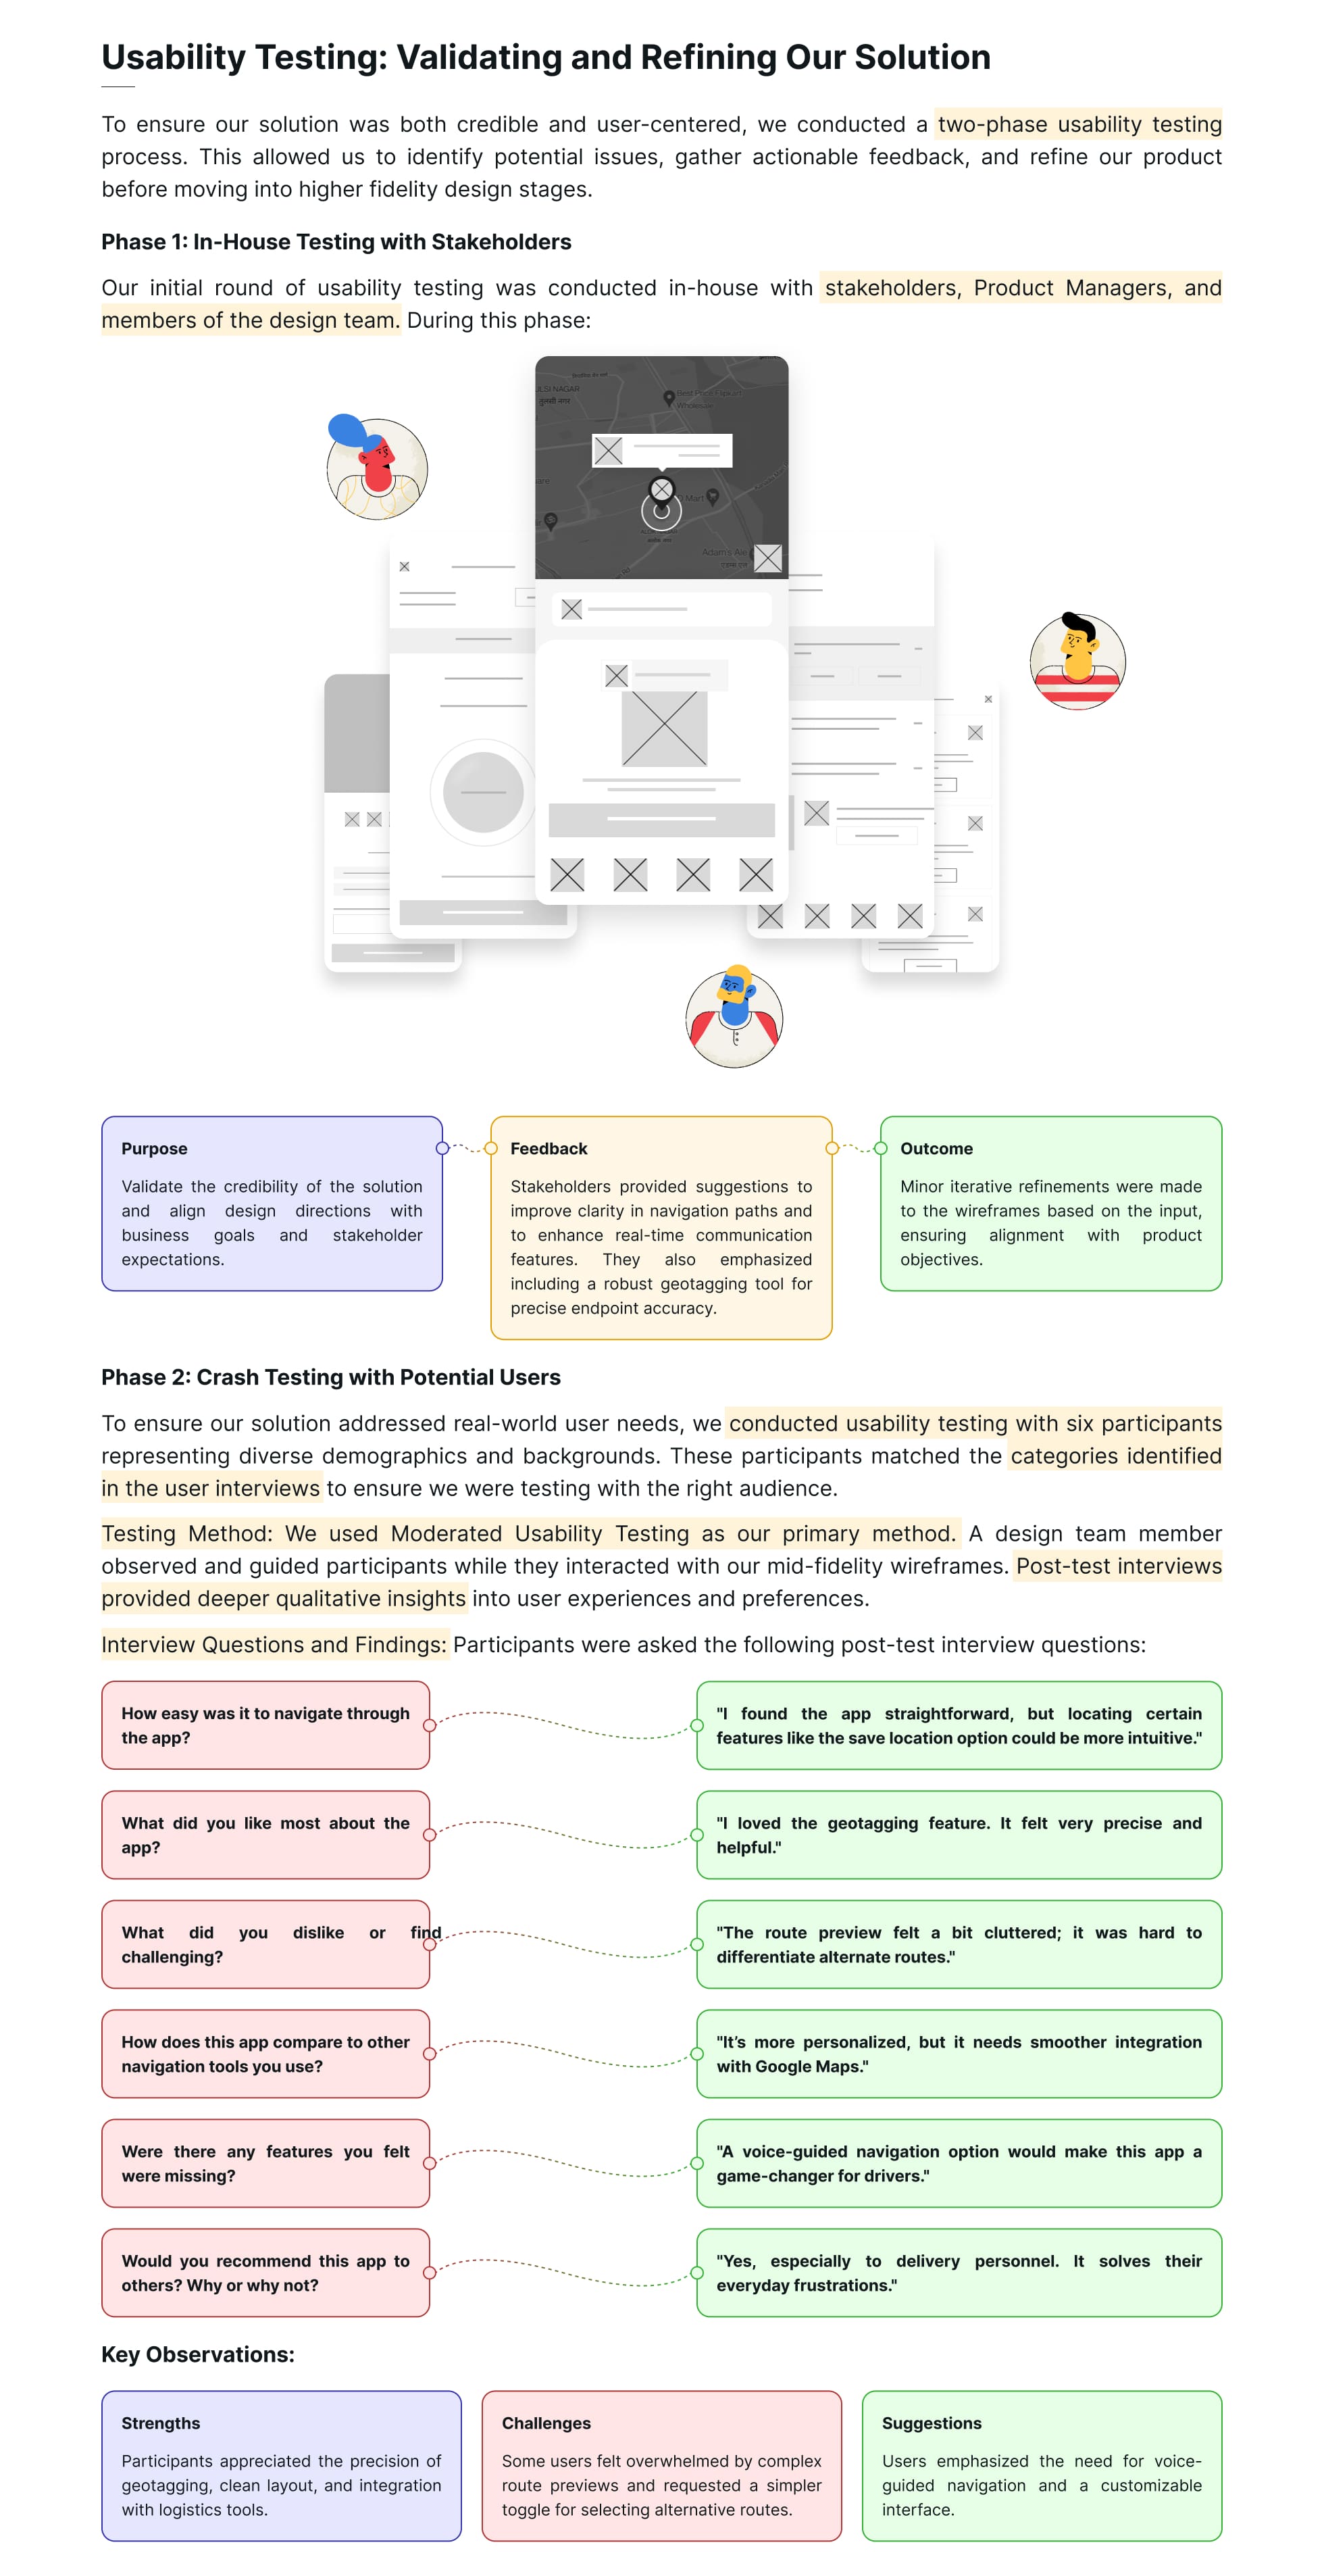 Usability Testing: Validating and Refining Our Solution
To ensure our solution was both credible and user-centered, we conducted a two-phase usability testing
process. This allowed us to identify potential issues, gather actionable feedback, and refine our product
before moving into higher fidelity design stages.
Phase 1: In-House Testing with Stakeholders
Our initial round of usability testing was conducted in-house with stakeholders, Product Managers, and
members of the design team. During this phase:
LSI NAGAR
तुलसी नगर
Best Price Flipkart
Wholesale
D Mart
Adam's Ale
Purpose
Validate the credibility of the solution
and align design directions with
business goals and stakeholder
expectations.
Feedback
Stakeholders provided suggestions to
improve clarity in navigation paths and
to enhance real-time communication
features. They also emphasized
including a robust geotagging tool for
precise endpoint accuracy.
Outcome
Minor iterative refinements were made
to the wireframes based on the input,
ensuring alignment with product
objectives.
Phase 2: Crash Testing with Potential Users
To ensure our solution addressed real-world user needs, we conducted usability testing with six participants
representing diverse demographics and backgrounds. These participants matched the categories identified
in the user interviews to ensure we were testing with the right audience.
Testing Method: We used Moderated Usability Testing as our primary method. A design team member
observed and guided participants while they interacted with our mid-fidelity wireframes. Post-test interviews
provided deeper qualitative insights into user experiences and preferences.
Interview Questions and Findings: Participants were asked the following post-test interview questions:
How easy was it to navigate through
the app?
"I found the app straightforward, but locating certain
features like the save location option could be more intuitive."
What did you like most about the
app?
"I loved the geotagging feature. It felt very precise and
helpful."
What did you dislike or find
challenging?
"The route preview felt a bit cluttered; it was hard to
differentiate alternate routes."
How does this app compare to other
navigation tools you use?
"It’s more personalized, but it needs smoother integration
with Google Maps."
Were there any features you felt
were missing?
"A voice-guided navigation option would make this app a
game-changer for drivers."
Would you recommend this app to
others? Why or why not?
"Yes, especially to delivery personnel. It solves their
everyday frustrations."
Key Observations:
Strengths
Participants appreciated the precision of
geotagging, clean layout, and integration
with logistics tools.
Challenges
Some users felt overwhelmed by complex
route previews and requested a simpler
toggle for selecting alternative routes.
Suggestions
Users emphasized the need for voice-
guided navigation and a customizable
interface.